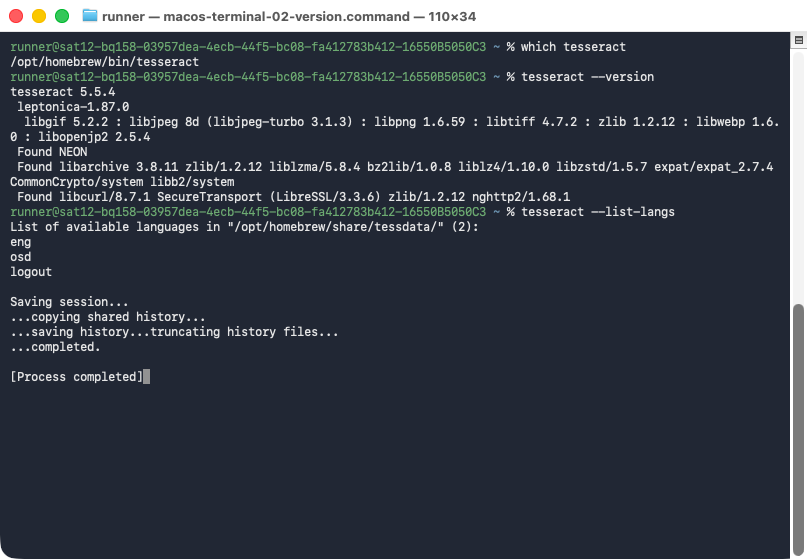 runner — macos-terminal-02-version.command — 110×34
runner@sat12-bq158-03957dea-4ecb-44f5-bc08-fa412783b412-16550B5050C3 ~ % which tesseract
/opt/homebrew/bin/tesseract
runner@sat12-bq158-03957dea-4ecb-44f5-bc08-fa412783b412-16550B5050C3 ~ % tesseract --version
tesseract 5.5.4
 leptonica-1.87.0
  libgif 5.2.2 : libjpeg 8d (libjpeg-turbo 3.1.3) : libpng 1.6.59 : libtiff 4.7.2 : zlib 1.2.12 : libwebp 1.6.
0 : libopenjp2 2.5.4
 Found NEON
 Found libarchive 3.8.11 zlib/1.2.12 liblzma/5.8.4 bz2lib/1.0.8 liblz4/1.10.0 libzstd/1.5.7 expat/expat_2.7.4
CommonCrypto/system libb2/system
 Found libcurl/8.7.1 SecureTransport (LibreSSL/3.3.6) zlib/1.2.12 nghttp2/1.68.1
runner@sat12-bq158-03957dea-4ecb-44f5-bc08-fa412783b412-16550B5050C3 ~ % tesseract --list-langs
List of available languages in "/opt/homebrew/share/tessdata/" (2):
eng
osd
logout
Saving session...
...copying shared history...
...saving history...truncating history files...
...completed.
[Process completed]